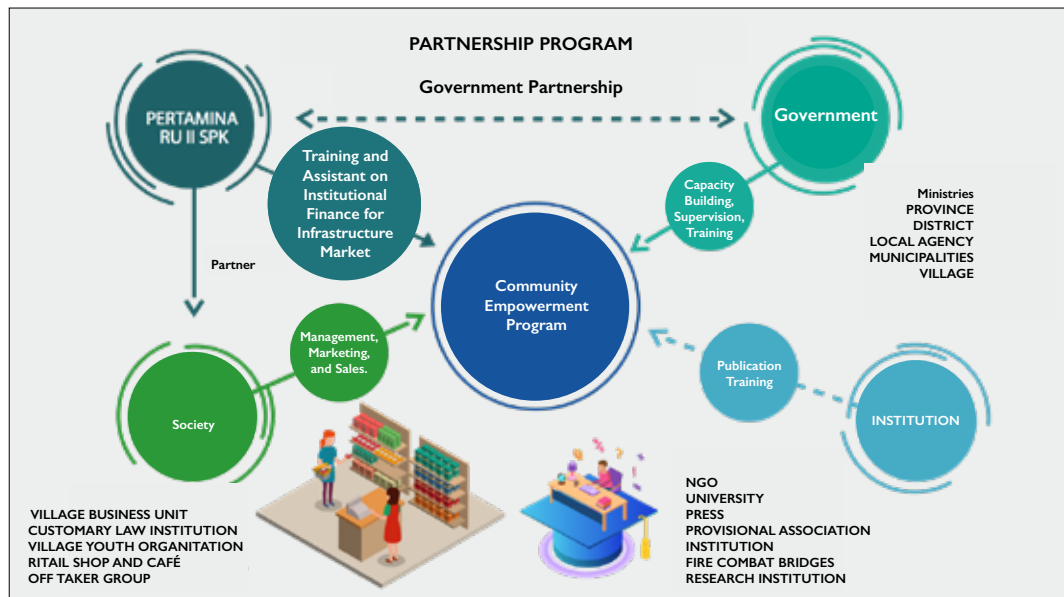 PARTNERSHIP PROGRAM
Government Partnership
PERTAMINA
RU II SPK
Government
Training and
Assistant on
Institutional
Finance for
Infrastructure
Market
Capacity
Building,
Supervision,
Training
Ministries
PROVINCE
DISTRICT
LOCAL AGENCY
MUNICIPALITIES
VILLAGE
Partner
Community
Empowerment
Program
Management,
Marketing,
and Sales.
Publication
Training
Society
INSTITUTION
VILLAGE BUSINESS UNIT
CUSTOMARY LAW INSTITUTION
VILLAGE YOUTH ORGANITATION
RITAIL SHOP AND CAFÉ
OFF TAKER GROUP
NGO
UNIVERSITY
PRESS
PROVISIONAL ASSOCIATION
INSTITUTION
FIRE COMBAT BRIDGES
RESEARCH INSTITUTION